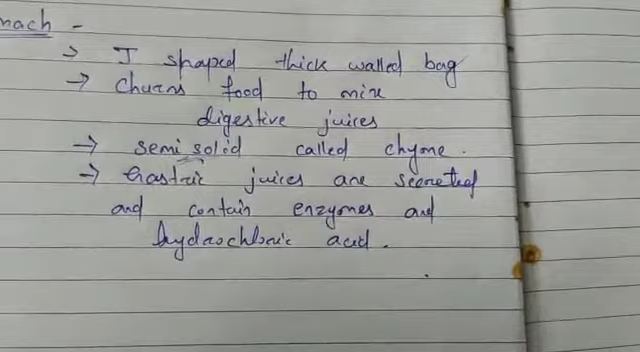 mach -
→ J shaped thick walled bag
→ Churns food to mix
digestive juices
→ semi solid called chyme.
→ Gastric juices are secreted
and contain enzymes and
hydrochloric acid.